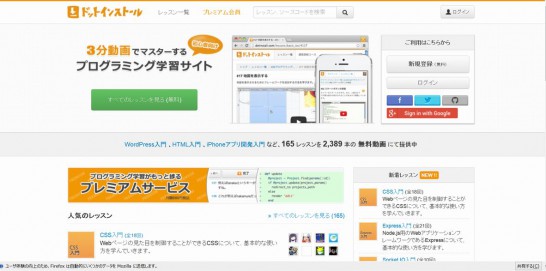 ドットインストール
レッスン一覧
プレミアム会員
レッスン、ソースコードを検索
ログイン
3分動画でマスターする
プログラミング学習サイト
すべてのレッスンを見る (無料)
ご利用はこちらから
新規登録 (無料)
ログイン
Sign in with Google
WordPress入門 、HTML入門 、iPhoneアプリ開発入門 など、165 レッスンを 2,389 本の 無料動画 にて提供中
プログラミング学習がもっと捗る
プレミアムサービス
新着レッスン NEW!!
CSS入門 (全18回)
Webページの見た目を制御することが
できるCSSについて、基本的な使い方
を学んでいきます。
Express入門 (全21回)
Node.js用のWebアプリケーションフ
レームワークであるExpressについて、
基本的な使い方を学んでいきます。
人気のレッスン
すべてのレッスンを見る (165)
CSS入門 (全18回)
Webページの見た目を制御することができるCSSについて、基本的な使い方
を学んでいきます。
CSS
入門
ユーザ体験の向上のため、Firefox は自動的にいくつかのデータを Mozilla に送信します。
共有する